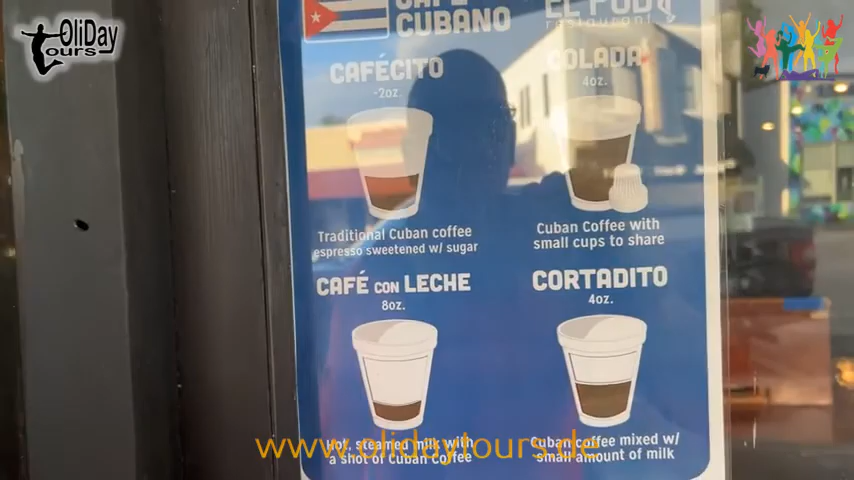 OliDay
Tours
CAFÉ
CUBANO
EL
restaurant
CAFÉCITO
-2oz.
COLADA
4oz.
Traditional Cuban coffee
espresso sweetened w/ sugar
Cuban Coffee with
small cups to share
CAFÉ CON LECHE
8oz.
CORTADITO
4oz.
Hot, steamed milk with
a shot of Cuban Coffee
Cuban coffee mixed w/
small amount of milk
www.olidaytours.de